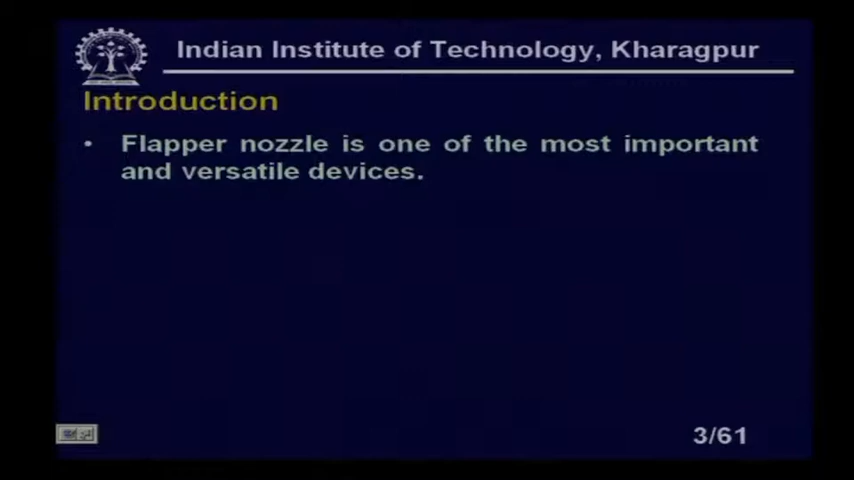 Indian Institute of Technology, Kharagpur
Introduction
• Flapper nozzle is one of the most important
and versatile devices.
3/61